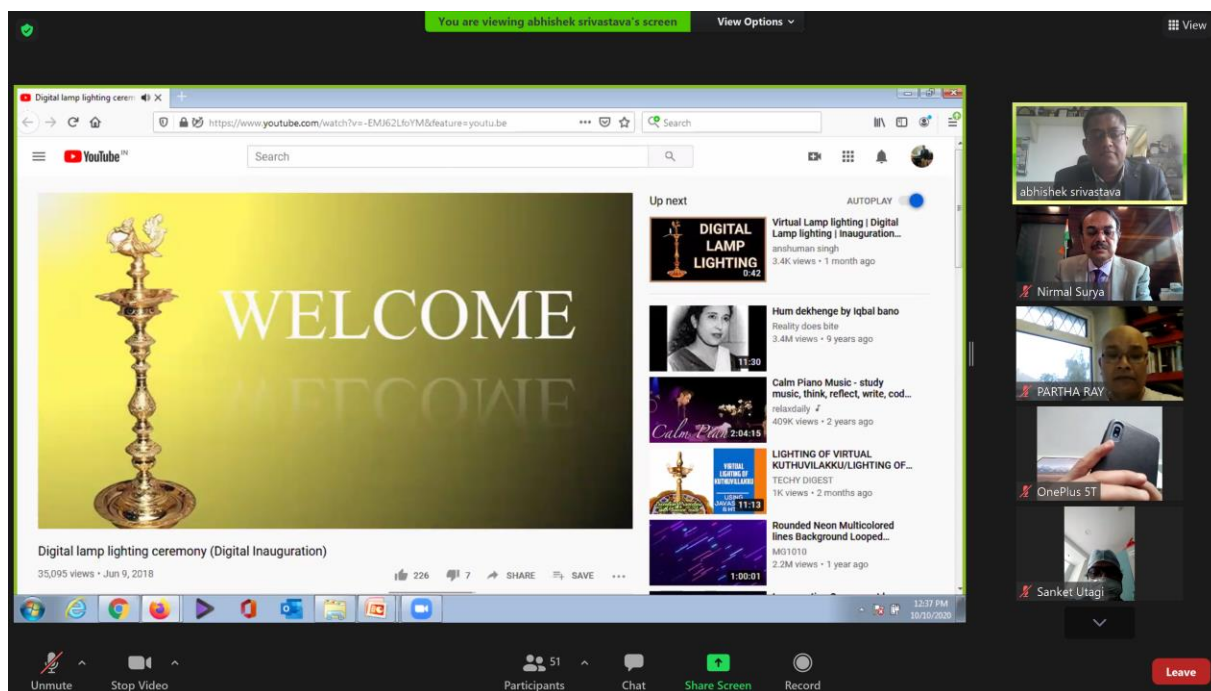 You are viewing abhishek srivastava's screen
View Options
View
Digital lamp lighting cerem
https://www.youtube.com/watch?v=-EMJ62LfoYM&feature=youtu.be
Search
YouTube IN
Search
WELCOME
Digital lamp lighting ceremony (Digital Inauguration)
35,095 views • Jun 9, 2018
226
7
SHARE
SAVE
Up next
AUTOPLAY
DIGITAL
LAMP
LIGHTING
0:42
Virtual Lamp lighting | Digital
Lamp lighting | Inauguration...
anshuman singh
3.4K views • 1 month ago
11:30
Hum dekhenge by Iqbal bano
Reality does bite
3.4M views • 9 years ago
Calm Piano
2:04:15
Calm Piano Music - study
music, think, reflect, write, cod...
relaxdaily
409K views • 2 years ago
VIRTUAL
LIGHTING OF
KUTHUVILLAKKU
USING
11:13
LIGHTING OF VIRTUAL
KUTHUVILAKKU/LIGHTING OF...
TECHY DIGEST
1K views • 2 months ago
1:00:01
Rounded Neon Multicolored
lines Background Looped...
MG1010
2.2M views • 1 year ago
12:37 PM
10/10/2020
abhishek srivastava
Nirmal Surya
PARTHA RAY
OnePlus 5T
Sanket Utagi
Unmute
Stop Video
51
Participants
Chat
Share Screen
Record
Leave